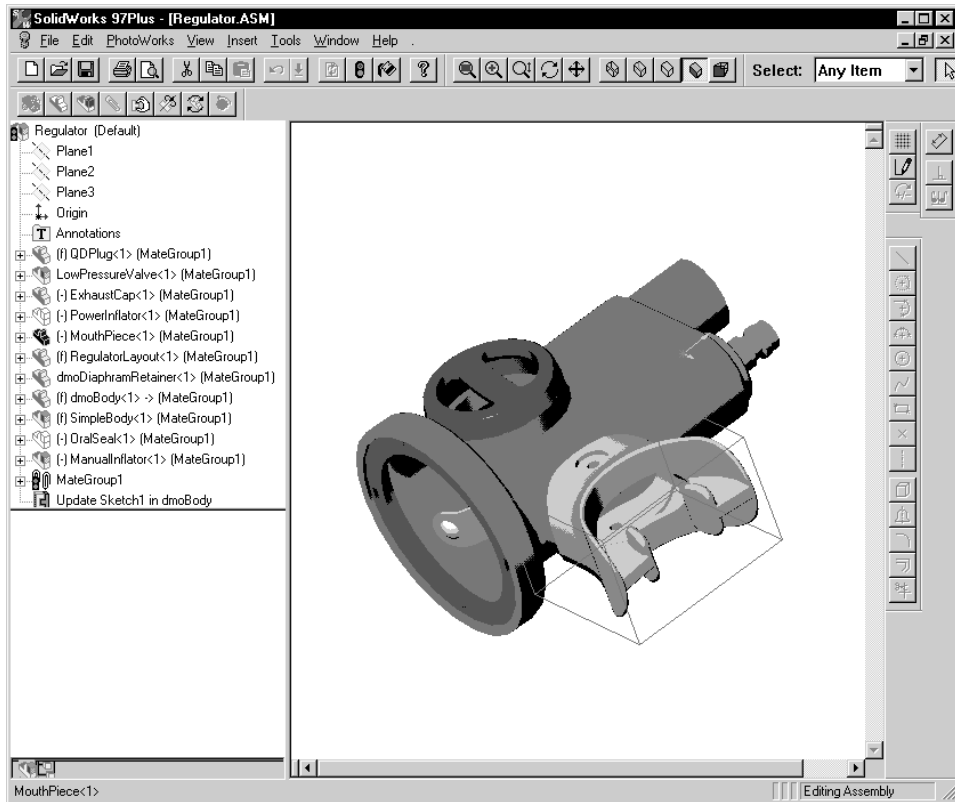 SolidWorks 97Plus - [Regulator.ASM]
File Edit PhotoWorks View Insert Tools Window Help .
Select: Any Item
Regulator (Default)
Plane1
Plane2
Plane3
Origin
Annotations
(f) QDPlug<1> (MateGroup1)
LowPressureValve<1> (MateGroup1)
(-) ExhaustCap<1> (MateGroup1)
(-) PowerInflator<1> (MateGroup1)
(-) MouthPiece<1> (MateGroup1)
(f) RegulatorLayout<1> (MateGroup1)
dmoDiaphramRetainer<1> (MateGroup1)
(f) dmoBody<1> -> (MateGroup1)
(f) SimpleBody<1> (MateGroup1)
(-) OralSeal<1> (MateGroup1)
(-) ManualInflator<1> (MateGroup1)
MateGroup1
Update Sketch1 in dmoBody
MouthPiece<1>
Editing Assembly